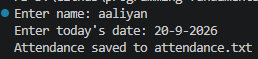 Enter name: aaliyan
Enter today's date: 20-9-2026
Attendance saved to attendance.txt